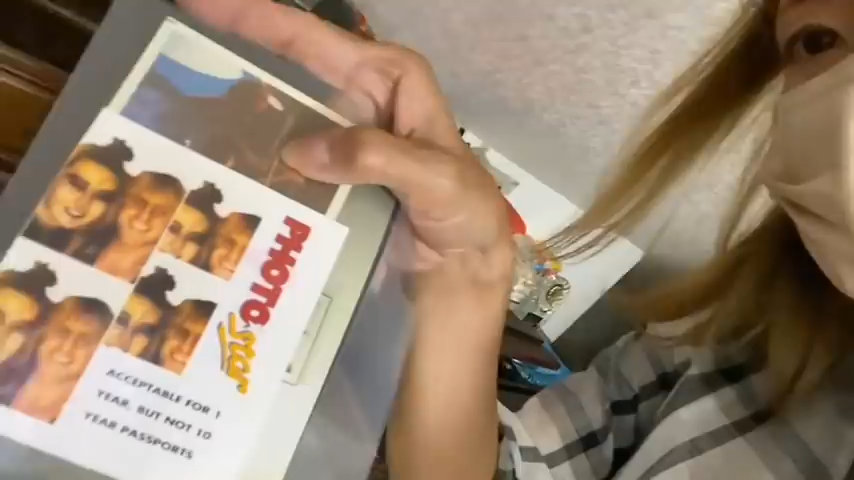 PHOTO
Star
ACCEPTABLE FOR 1
YEAR, BUT NOT 10
YEAR PASSPORTS